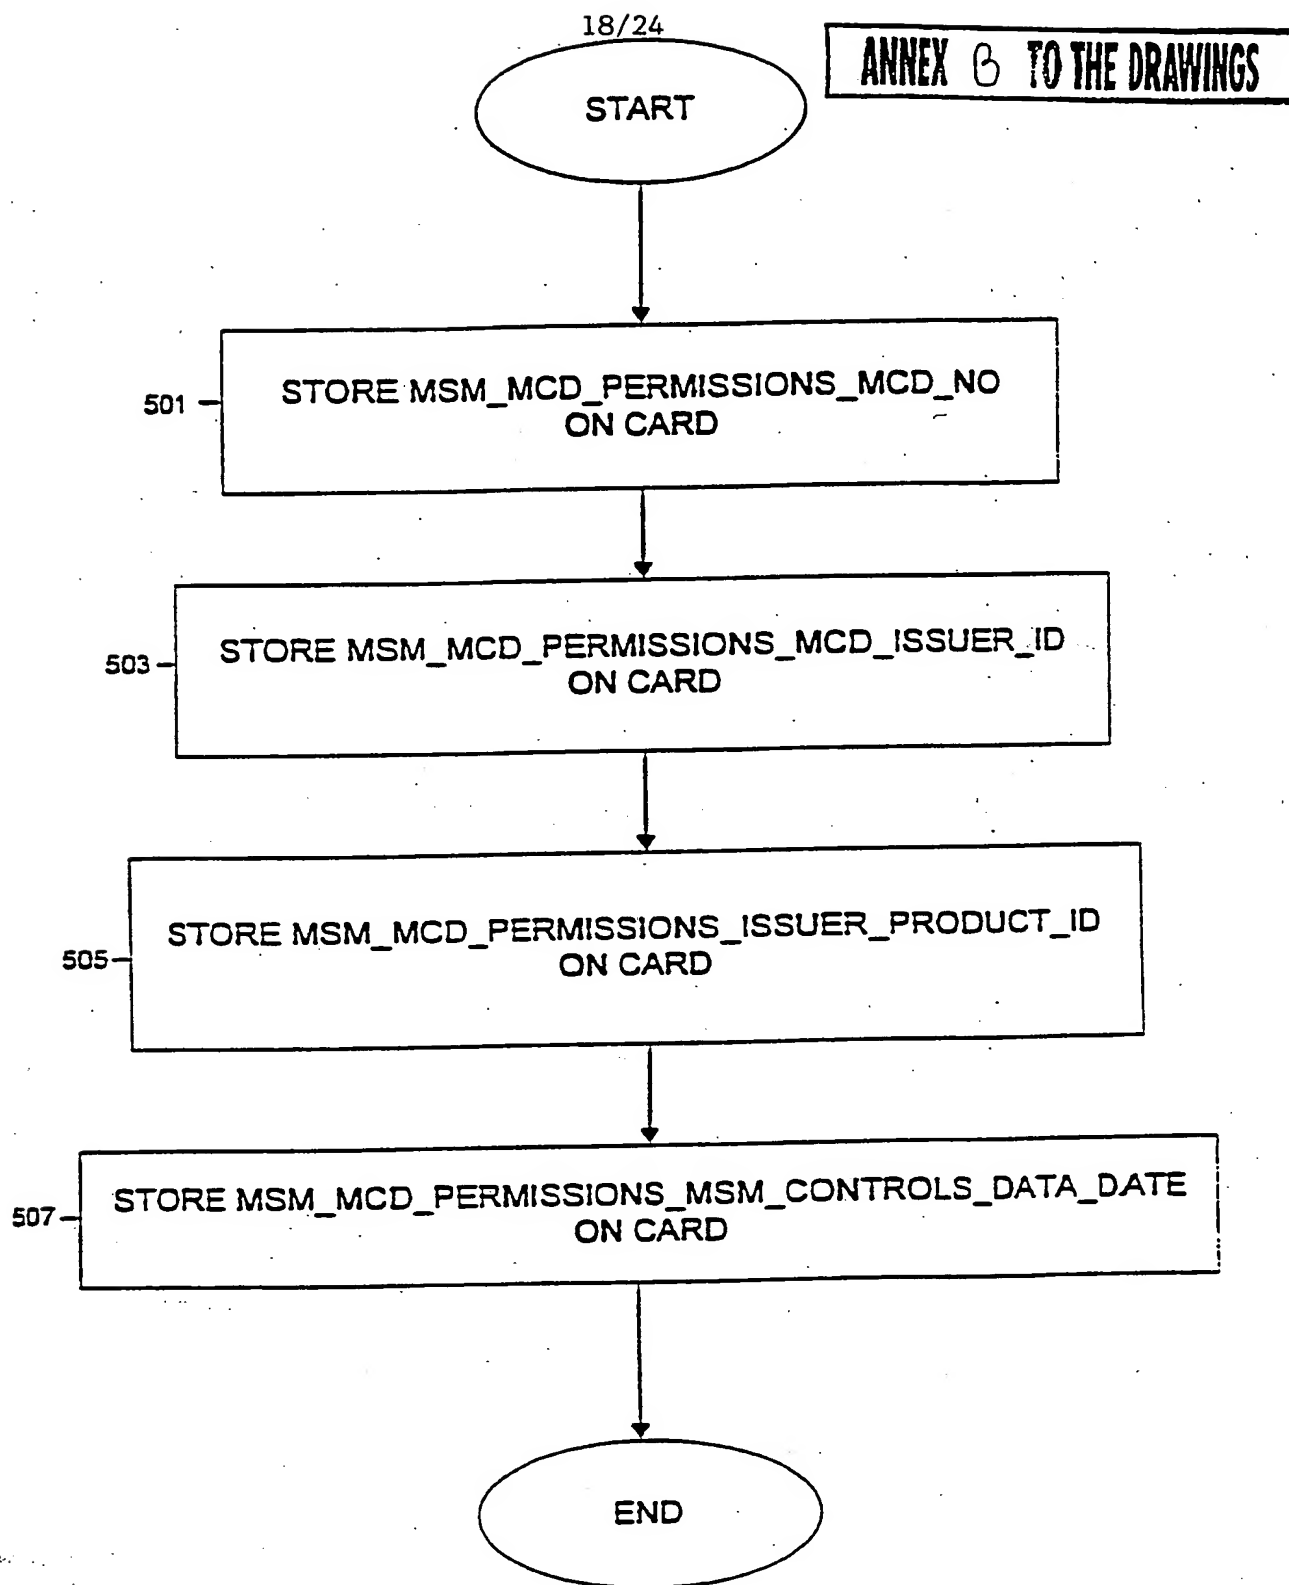 18/24
ANNEX B TO THE DRAWINGS
START
501
STORE MSM_MCD_PERMISSIONS_MCD_NO
ON CARD
503
STORE MSM_MCD_PERMISSIONS_MCD_ISSUER_ID
ON CARD
505
STORE MSM_MCD_PERMISSIONS_ISSUER_PRODUCT_ID
ON CARD
507
STORE MSM_MCD_PERMISSIONS_MSM_CONTROLS_DATA_DATE
ON CARD
END